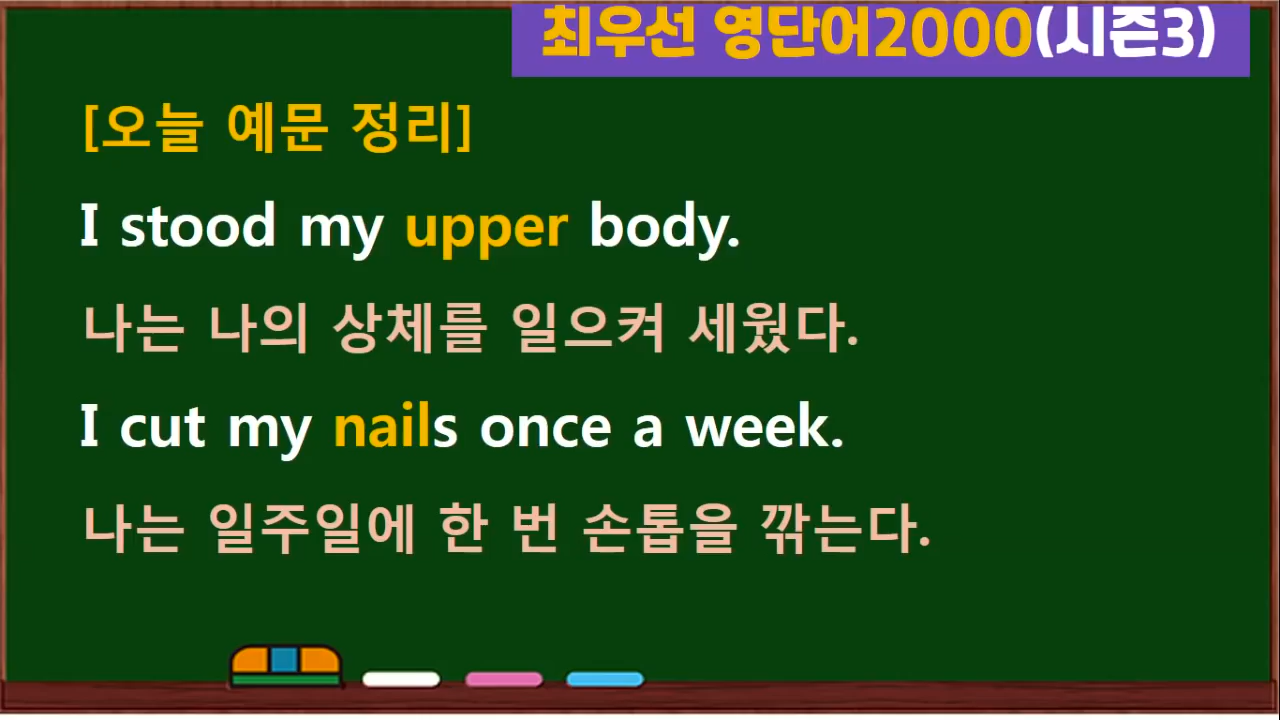 최우선 영단어2000(시즌3)
[오늘 예문 정리]
I stood my upper body.
나는 나의 상체를 일으켜 세웠다.
I cut my nails once a week.
나는 일주일에 한 번 손톱을 깎는다.